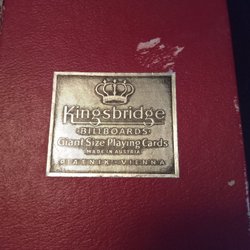 Kingsbridge
BILLBOARDS
Giant Size Playing Cards
MADE IN AUSTRIA
PIATNIK - VIENNA